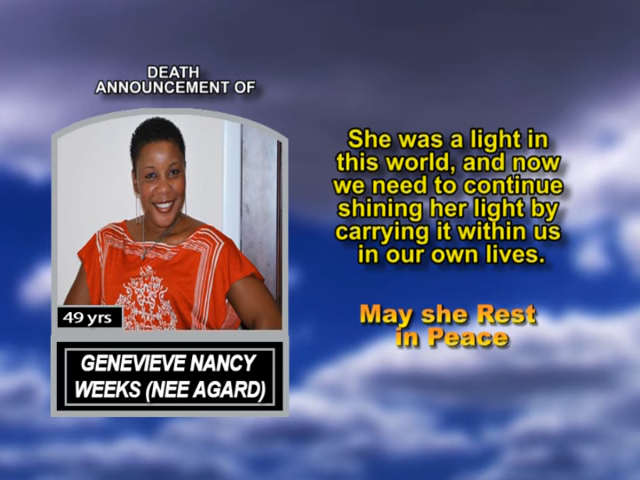 DEATH
ANNOUNCEMENT OF
49 yrs
GENEVIEVE NANCY
WEEKS (NEE AGARD)
She was a light in
this world, and now
we need to continue
shining her light by
carrying it within us
in our own lives.
May she Rest
in Peace